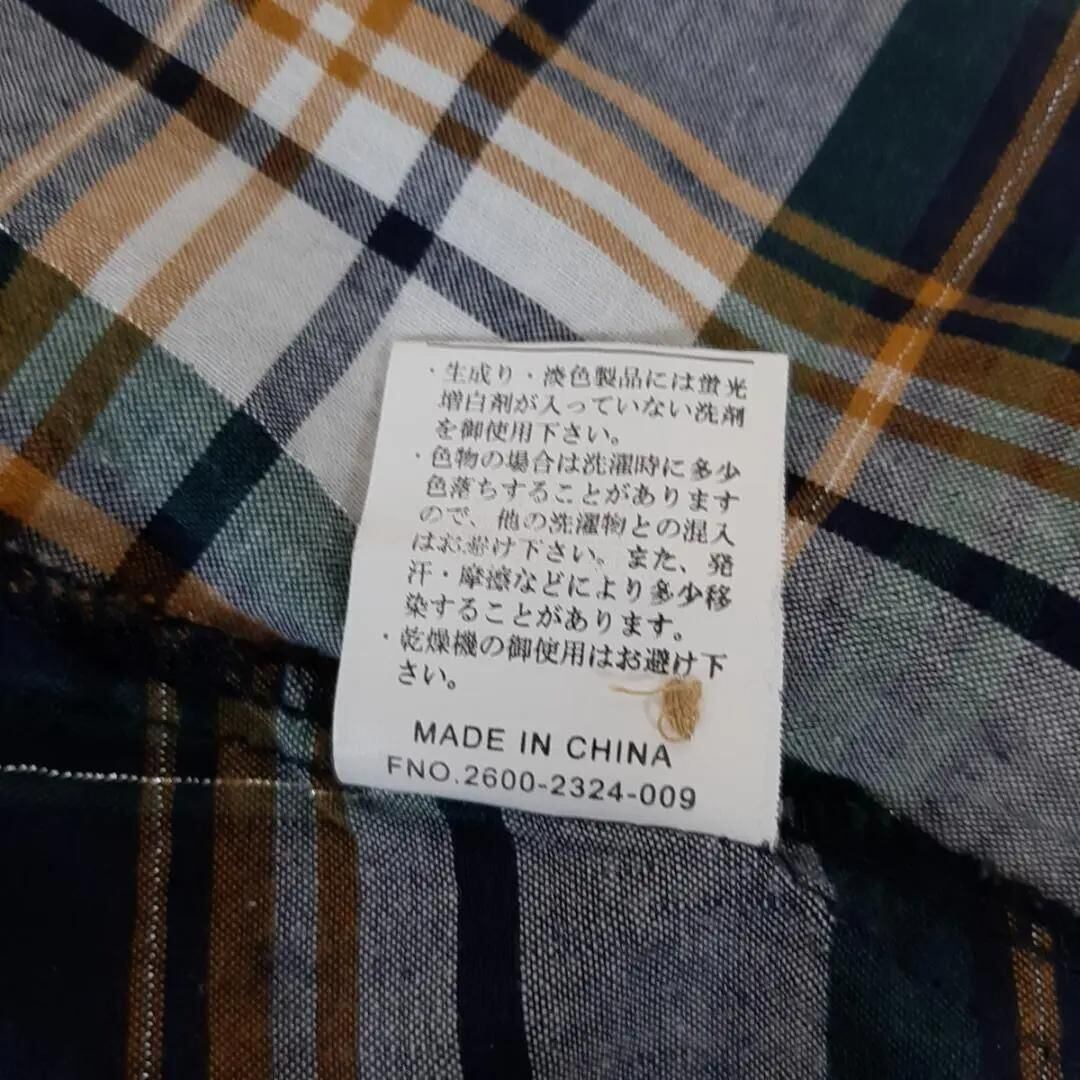 ・生成り・淡色製品には蛍光
増白剤が入っていない洗剤
を御使用下さい。
・色物の場合は洗濯時に多少
色落ちすることがあります
ので、他の洗濯物との混入
はお避け下さい。また、発
汗・摩擦などにより多少移
染することがあります。
・乾燥機の御使用はお避け下
さい。
MADE IN CHINA
FNO.2600-2324-009